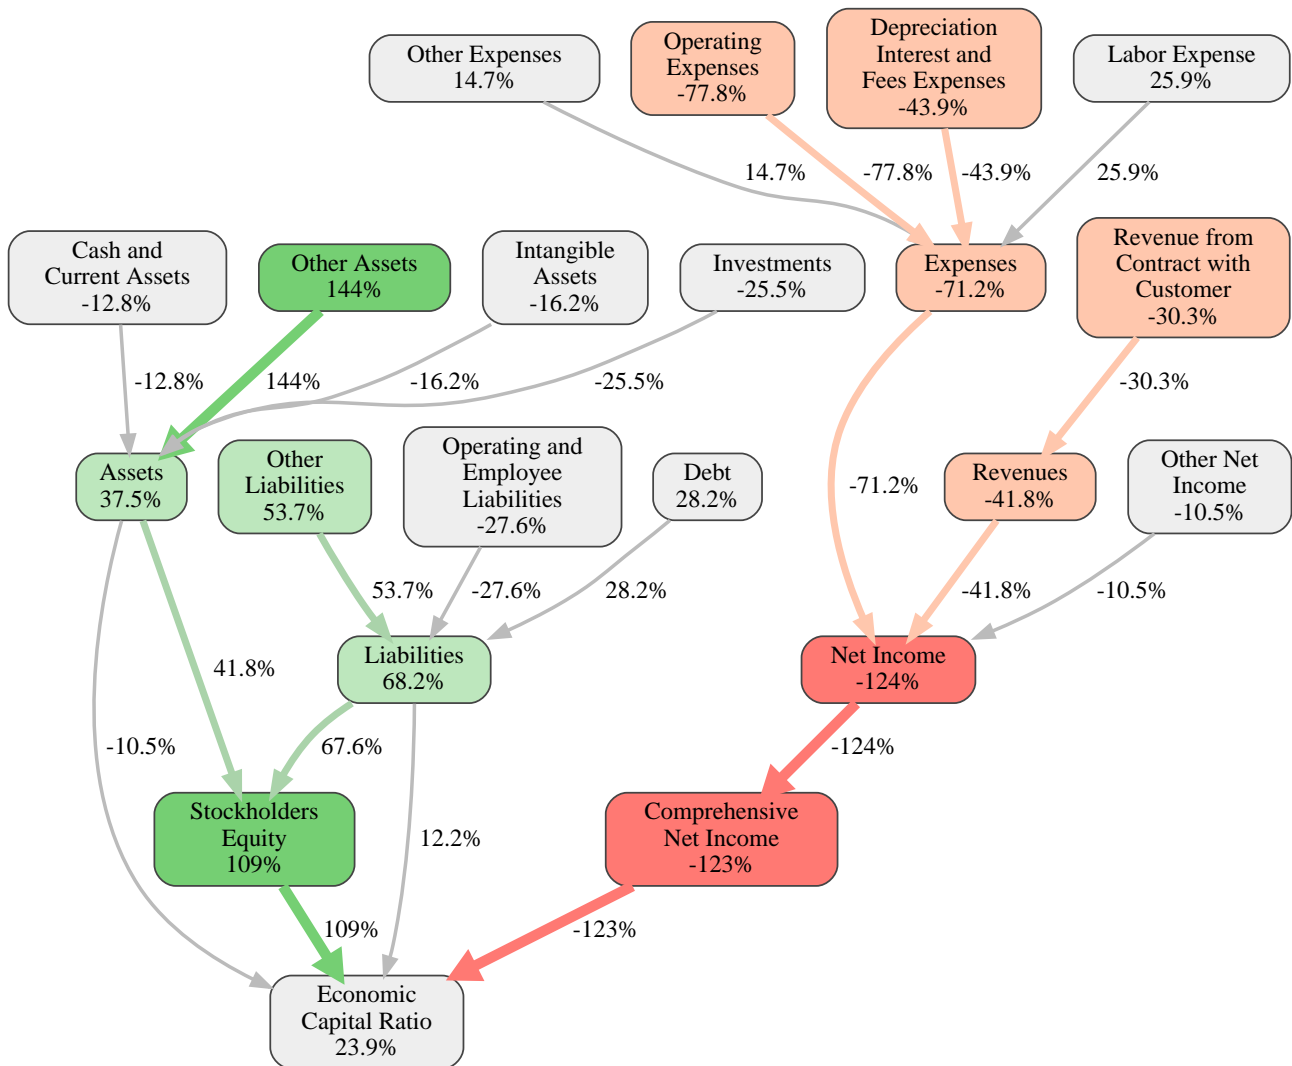 Other Expenses
14.7%
Operating
Expenses
-77.8%
Depreciation
Interest and
Fees Expenses
-43.9%
Labor Expense
25.9%
14.7%
-77.8%
-43.9%
25.9%
Cash and
Current Assets
-12.8%
Other Assets
144%
Intangible
Assets
-16.2%
Investments
-25.5%
Expenses
-71.2%
Revenue from
Contract with
Customer
-30.3%
-12.8%
144%
-16.2%
-25.5%
-30.3%
Assets
37.5%
Other
Liabilities
53.7%
Operating and
Employee
Liabilities
-27.6%
Debt
28.2%
-71.2%
Revenues
-41.8%
Other Net
Income
-10.5%
53.7%
-27.6%
28.2%
-41.8%
-10.5%
41.8%
Liabilities
68.2%
Net Income
-124%
-10.5%
67.6%
-124%
Stockholders
Equity
109%
12.2%
Comprehensive
Net Income
-123%
109%
-123%
Economic
Capital Ratio
23.9%